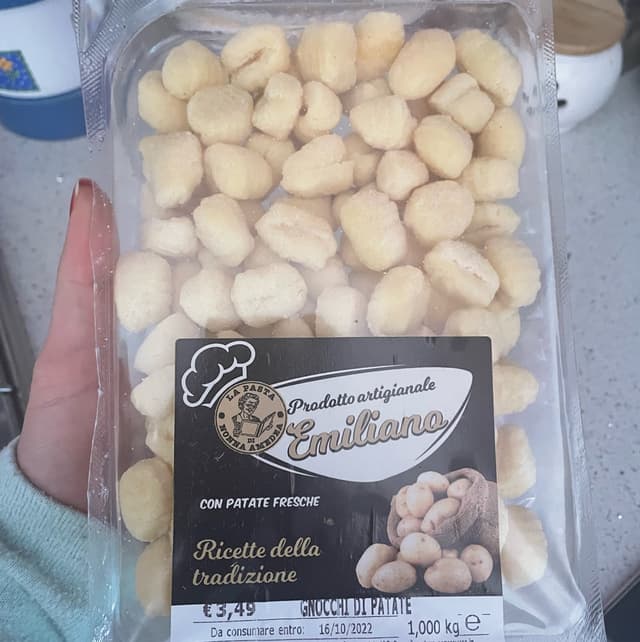 LA PASTA
DI
NONNA AMEDEA
Prodotto artigianale
Emiliano
CON PATATE FRESCHE
Ricette della
tradizione
€ 3,49 GNOCCHI DI PATATE
Da consumare entro: 16/10/2022 1,000 kg e